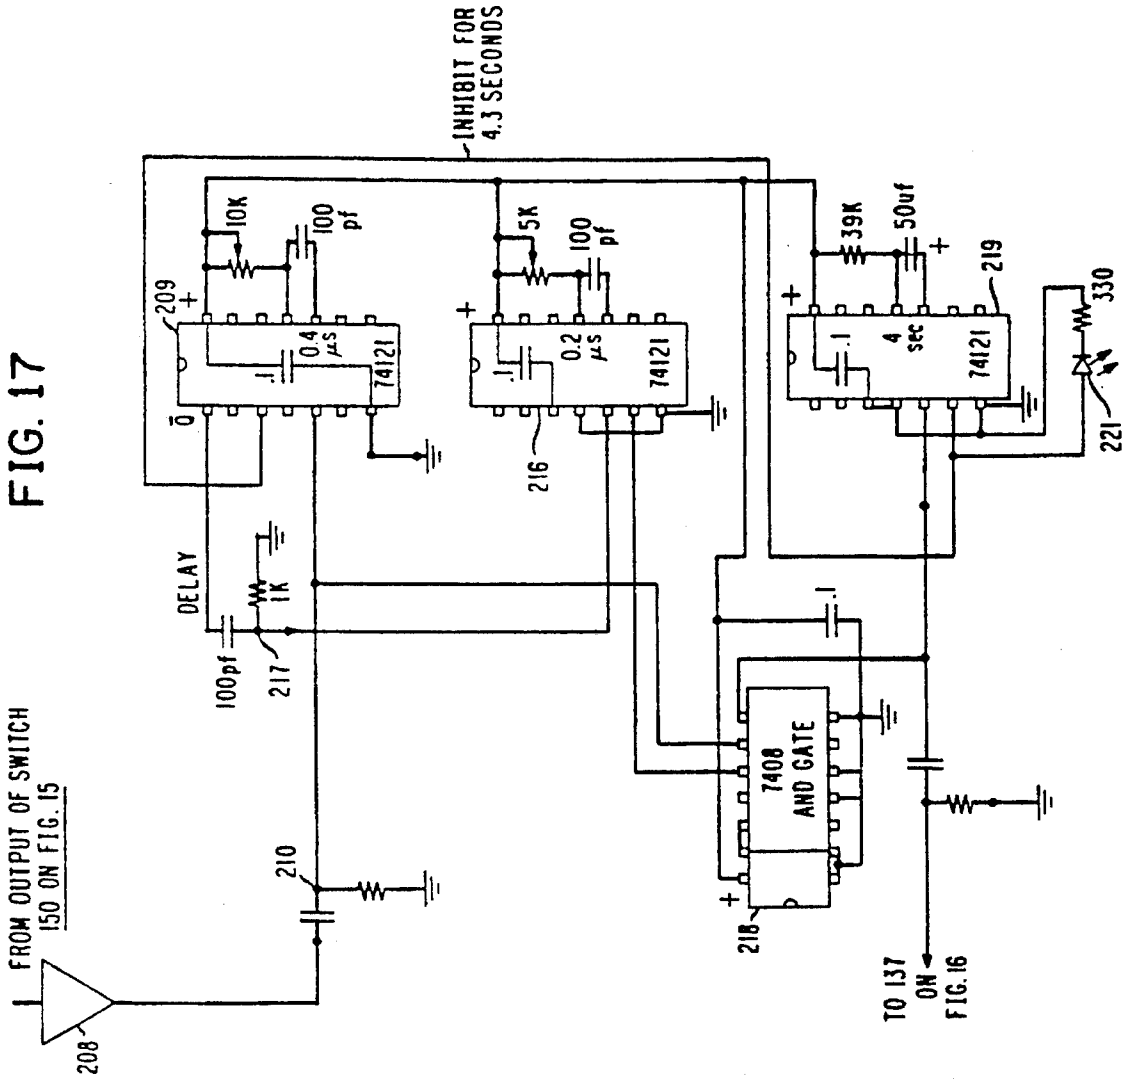 FIG. 17
FROM OUTPUT OF SWITCH
150 ON FIG. 15
208
210
DELAY
100pf
217
1K
209
+
0̅
.1
0.4
μs
74121
10K
100
pf
INHIBIT FOR
4.3 SECONDS
216
+
.1
0.2
μs
74121
5K
100
pf
218
+
7408
AND GATE
.1
+
.1
4
sec
74121
39K
50uf
+
219
330
221
TO 137
ON
FIG. 16